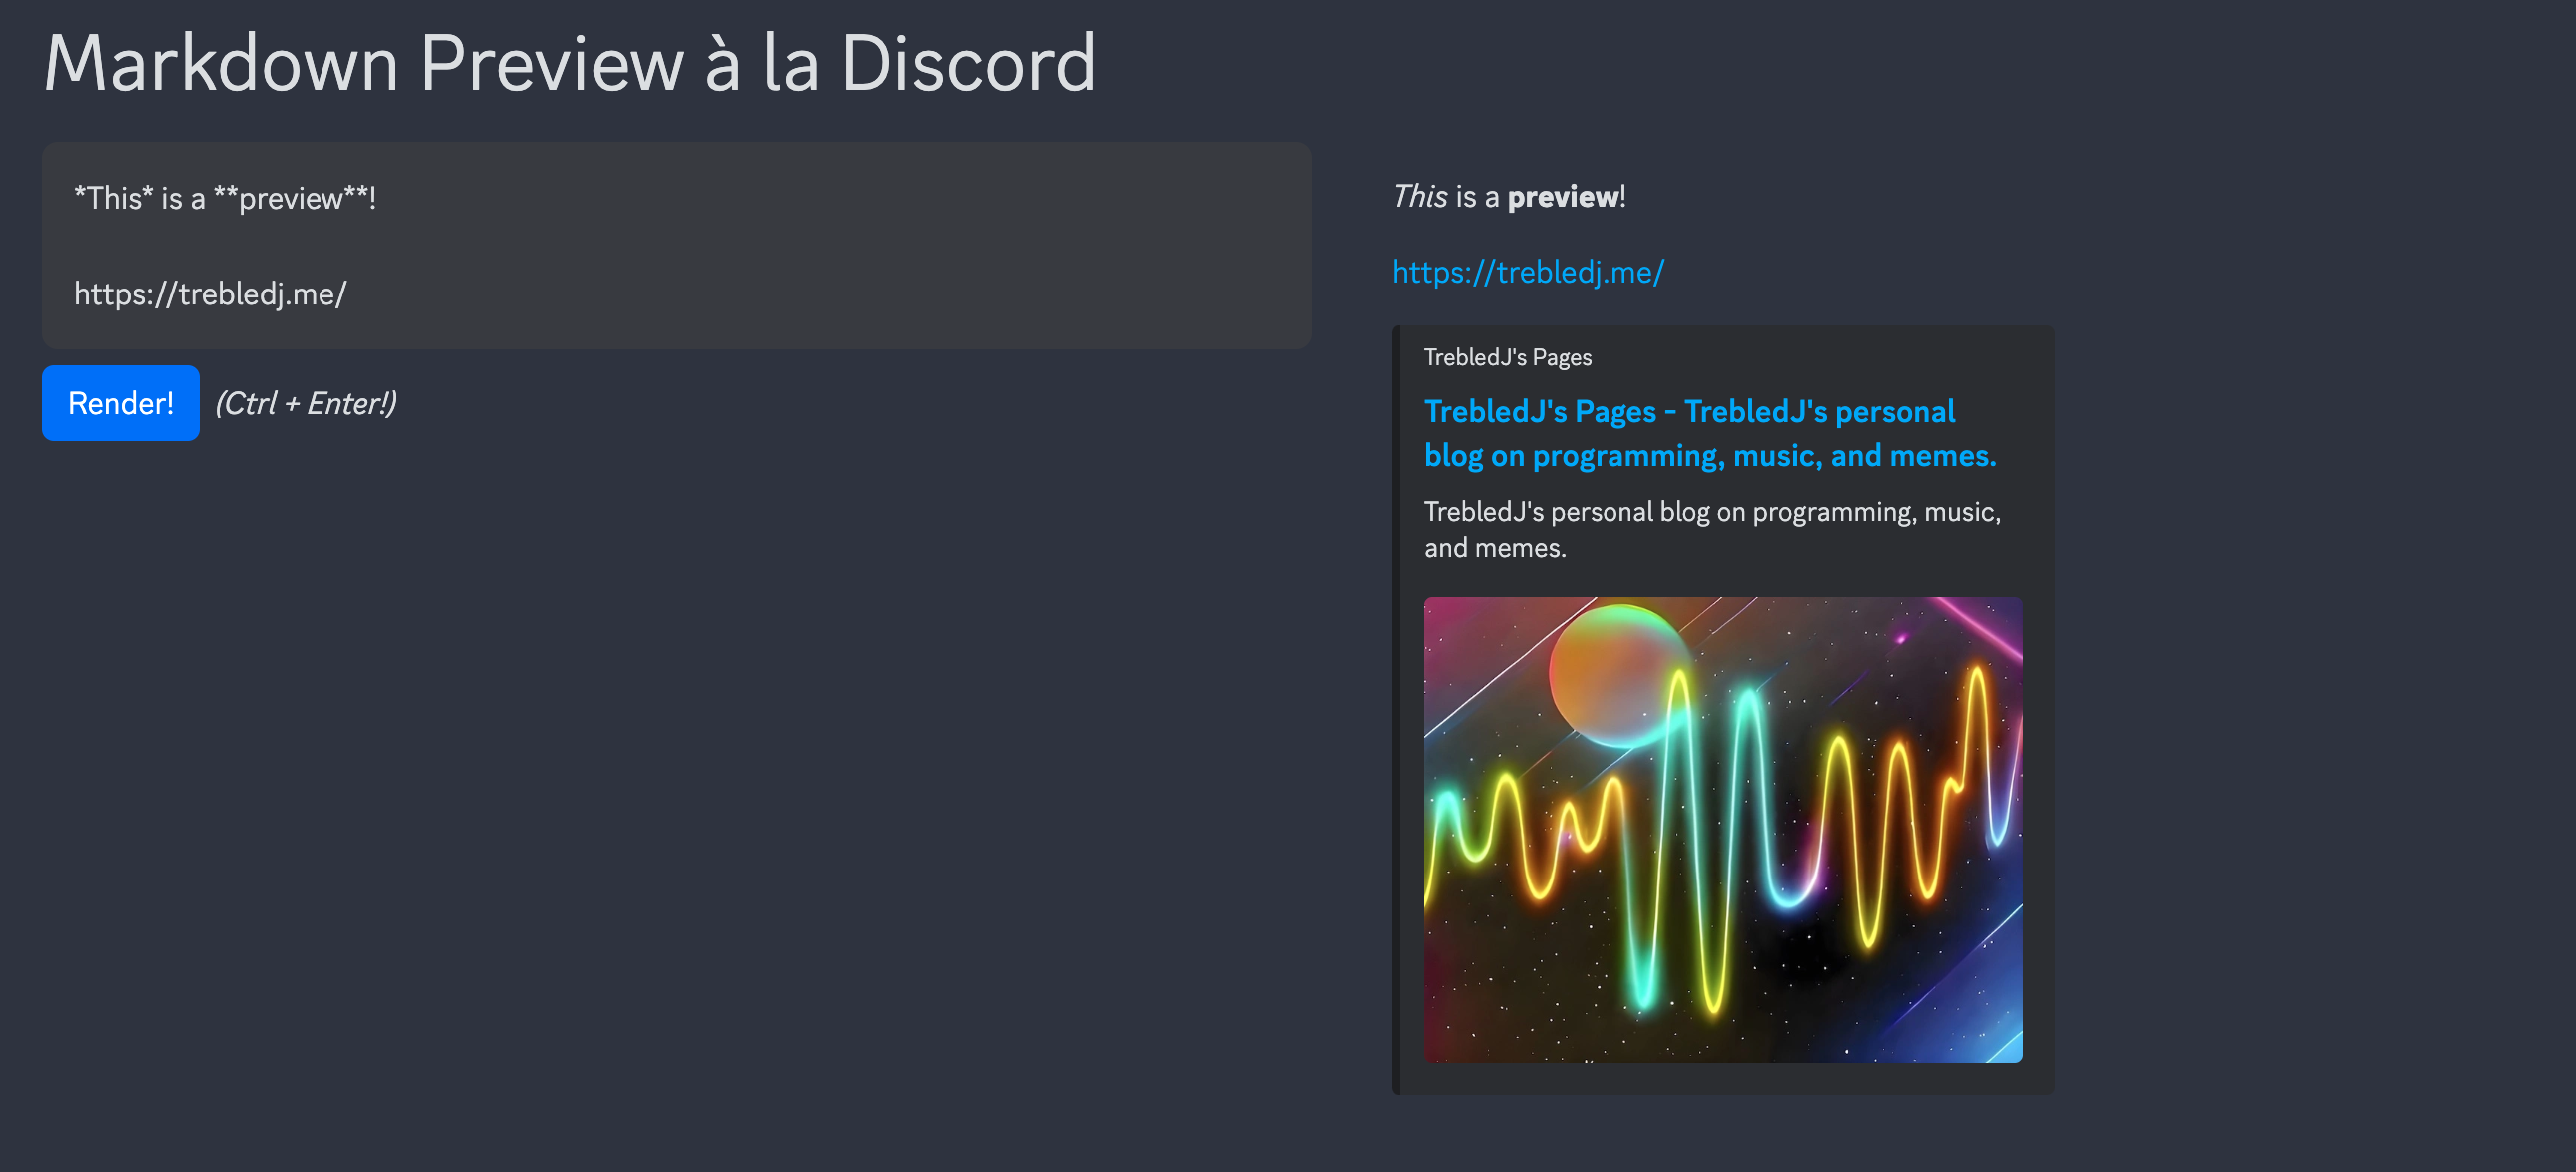 Markdown Preview à la Discord
*This* is a **preview**!
https://trebledj.me/
Render!
(Ctrl + Enter!)
This is a preview!
https://trebledj.me/
TrebledJ's Pages
TrebledJ's Pages - TrebledJ's personal
blog on programming, music, and memes.
TrebledJ's personal blog on programming, music,
and memes.